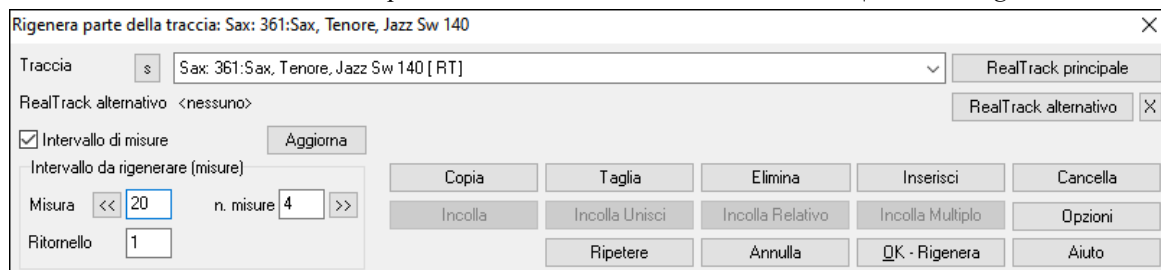 Rigenera parte della traccia: Sax: 361:Sax, Tenore, Jazz Sw 140
Traccia s Sax: 361:Sax, Tenore, Jazz Sw 140 [ RT] RealTrack principale
RealTrack alternativo <nessuno> RealTrack alternativo X
Intervallo di misure Aggiorna
Intervallo da rigenerare (misure)
Copia Taglia Elimina Inserisci Cancella
Misura << 20 n. misure 4 >>
Incolla Incolla Unisci Incolla Relativo Incolla Multiplo Opzioni
Ritornello 1
Ripetere Annulla OK - Rigenera Aiuto